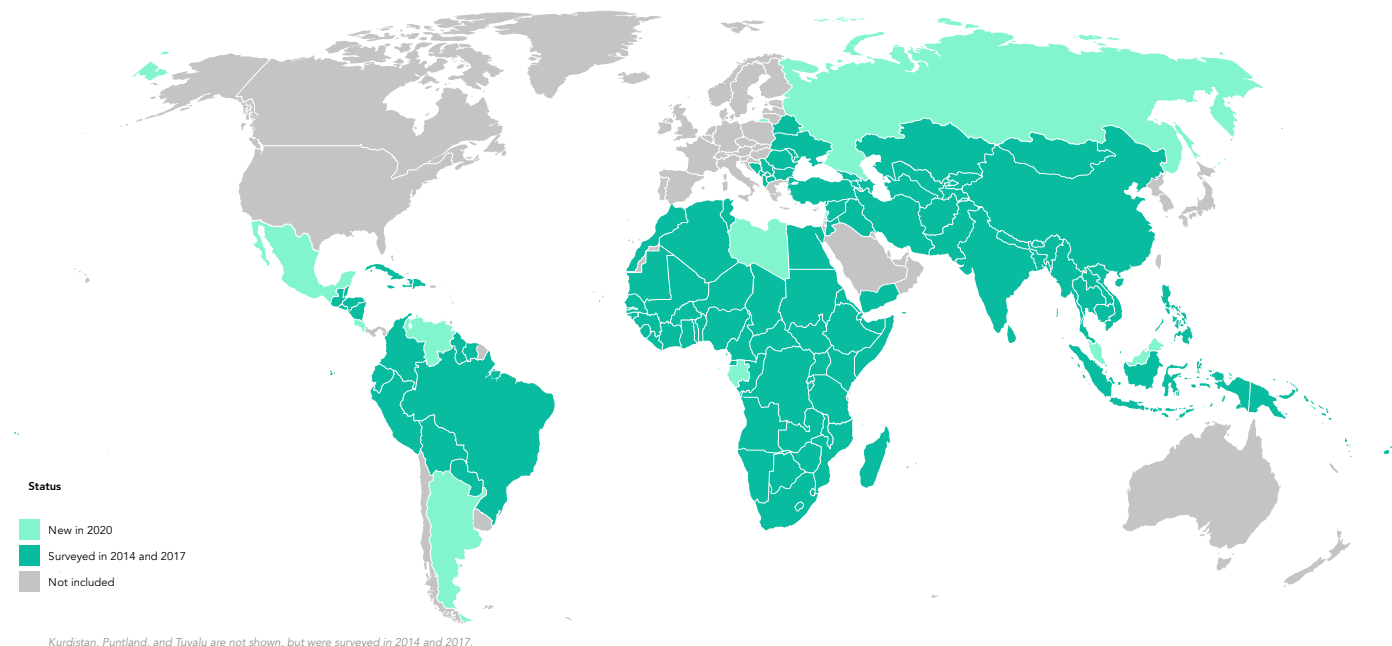 Status
New in 2020
Surveyed in 2014 and 2017
Not included
Kurdistan, Puntland, and Tuvalu are not shown, but were surveyed in 2014 and 2017.